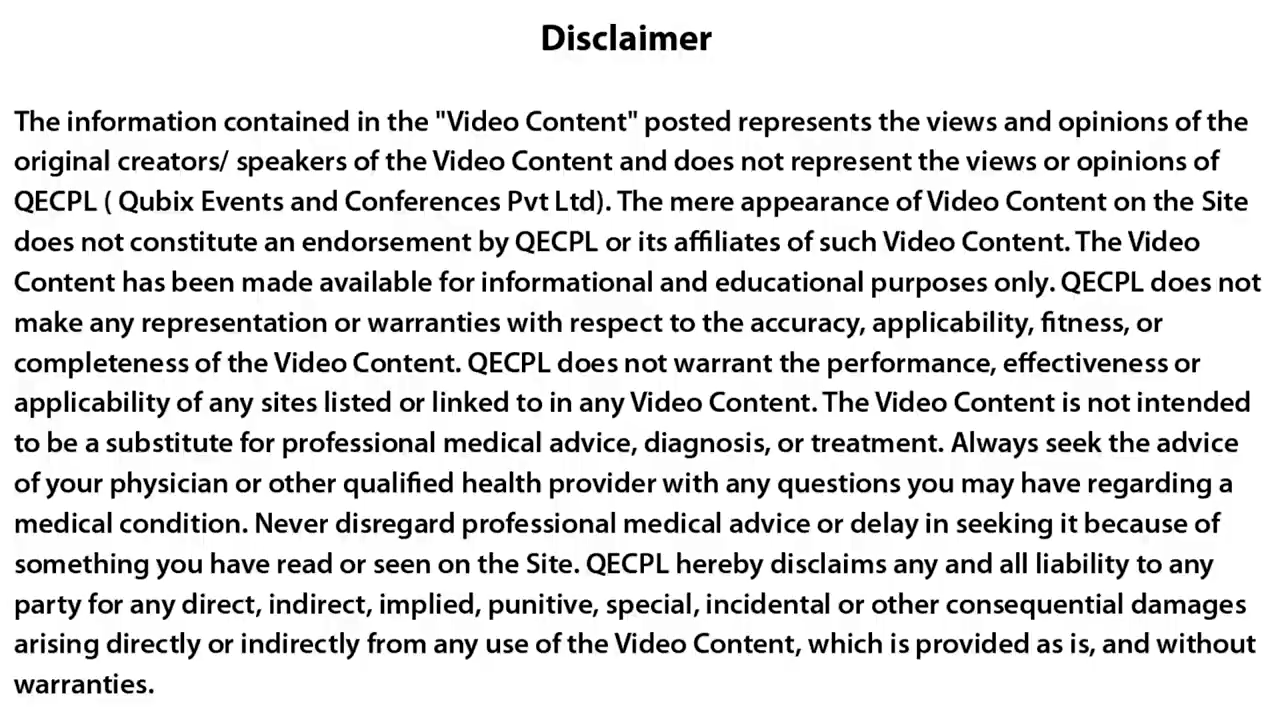 Disclaimer
The information contained in the "Video Content" posted represents the views and opinions of the
original creators/ speakers of the Video Content and does not represent the views or opinions of
QECPL ( Qubix Events and Conferences Pvt Ltd). The mere appearance of Video Content on the Site
does not constitute an endorsement by QECPL or its affiliates of such Video Content. The Video
Content has been made available for informational and educational purposes only. QECPL does not
make any representation or warranties with respect to the accuracy, applicability, fitness, or
completeness of the Video Content. QECPL does not warrant the performance, effectiveness or
applicability of any sites listed or linked to in any Video Content. The Video Content is not intended
to be a substitute for professional medical advice, diagnosis, or treatment. Always seek the advice
of your physician or other qualified health provider with any questions you may have regarding a
medical condition. Never disregard professional medical advice or delay in seeking it because of
something you have read or seen on the Site. QECPL hereby disclaims any and all liability to any
party for any direct, indirect, implied, punitive, special, incidental or other consequential damages
arising directly or indirectly from any use of the Video Content, which is provided as is, and without
warranties.